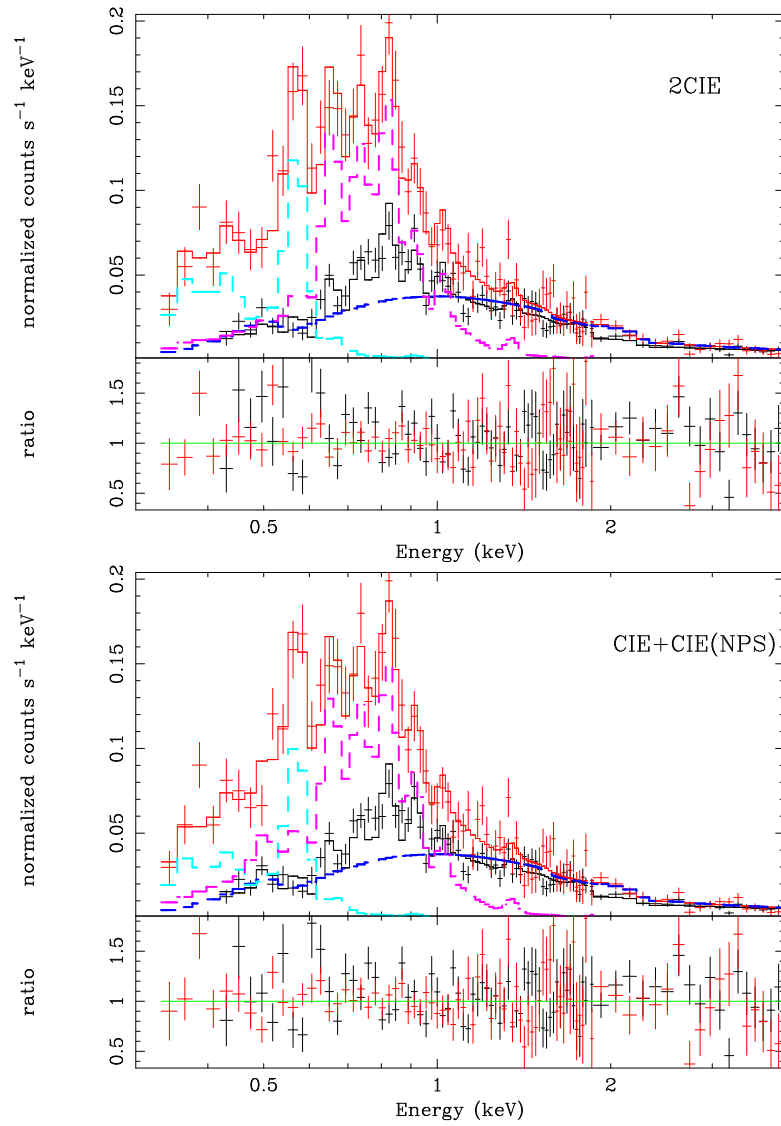 0.2
2CIE
0.15
0.1
0.05
normalized counts s⁻¹ keV⁻¹
1.5
1
0.5
ratio
0.5 1 2
Energy (keV)
0.2
CIE+CIE(NPS)
0.15
0.1
0.05
normalized counts s⁻¹ keV⁻¹
1.5
1
0.5
ratio
0.5 1 2
Energy (keV)